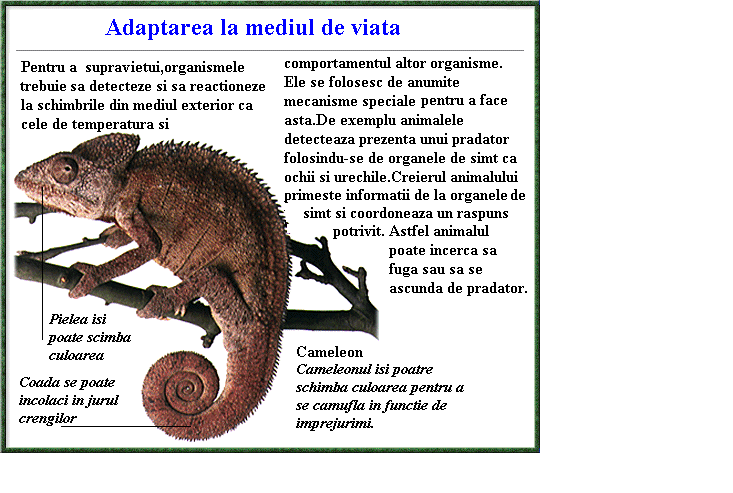 Adaptarea la mediul de viata
Pentru a supravietui,organismele
trebuie sa detecteze si sa reactioneze
la schimbrile din mediul exterior ca
cele de temperatura si
comportamentul altor organisme.
Ele se folosesc de anumite
mecanisme speciale pentru a face
asta.De exemplu animalele
detecteaza prezenta unui pradator
folosindu-se de organele de simt ca
ochii si urechile.Creierul animalului
primeste informatii de la organele de
simt si coordoneaza un raspuns
potrivit. Astfel animalul
poate incerca sa
fuga sau sa se
ascunda de pradator.
Pielea isi
poate scimba
culoarea
Coada se poate
incolaci in jurul
crengilor
Cameleon
Cameleonul isi poatre
schimba culoarea pentru a
se camufla in functie de
imprejurimi.